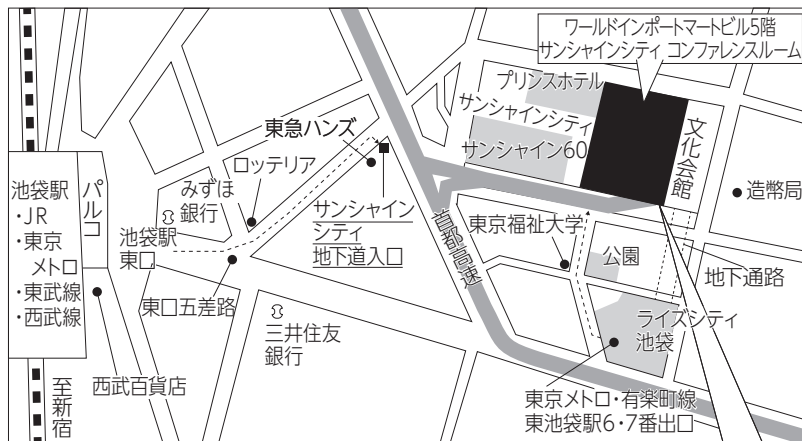 ワールドインポートマートビル5階
サンシャインシティ コンファレンスルーム
プリンスホテル
サンシャインシティ
サンシャイン60
文化会館
造幣局
東急ハンズ
ロッテリア
みずほ
銀行
池袋駅
・JR
・東京
メトロ
・東武線
・西武線
パルコ
池袋駅
東口
サンシャイン
シティ
地下道入口
首都高速
東京福祉大学
公園
地下通路
東口五差路
三井住友
銀行
ライズシティ
池袋
西武百貨店
至新宿
東京メトロ・有楽町線
東池袋駅6・7番出口